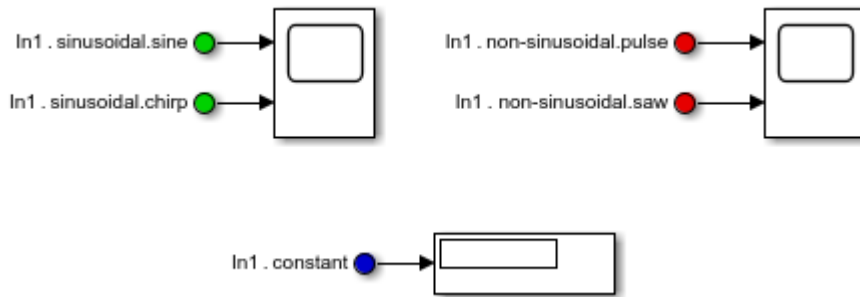 In1 . sinusoidal.sine
In1 . non-sinusoidal.pulse
In1 . sinusoidal.chirp
In1 . non-sinusoidal.saw
In1 . constant